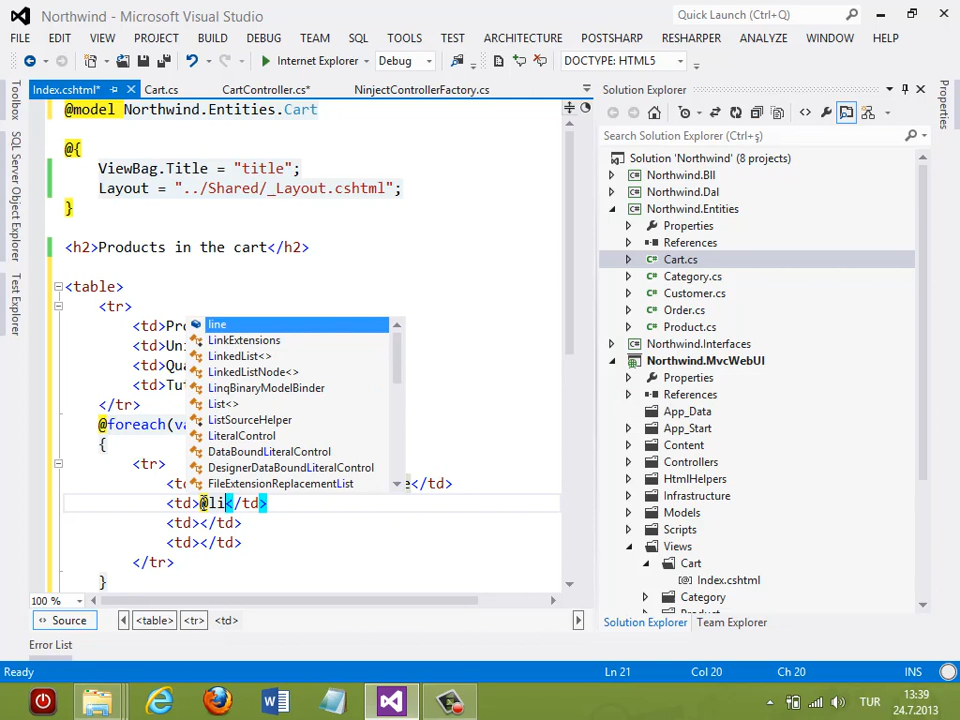 Northwind - Microsoft Visual Studio
Quick Launch (Ctrl+Q)
FILE EDIT VIEW PROJECT BUILD DEBUG TEAM SQL TOOLS TEST ARCHITECTURE POSTSHARP RESHARPER ANALYZE WINDOW HELP
Internet Explorer Debug DOCTYPE: HTML5
Toolbox
SQL Server Object Explorer
Test Explorer
Index.cshtml* Cart.cs CartController.cs* NinjectControllerFactory.cs
@model Northwind.Entities.Cart
@{
ViewBag.Title = "title";
Layout = "../Shared/_Layout.cshtml";
}
<h2>Products in the cart</h2>
<table>
<tr>
<td>Pr
<td>Un
<td>Qu
<td>Tu
</tr>
@foreach(va
{
<tr>
<t e</td>
<td>@li</td>
<td></td>
<td></td>
</tr>
}
line
LinkExtensions
LinkedList<>
LinkedListNode<>
LinqBinaryModelBinder
List<>
ListSourceHelper
LiteralControl
DataBoundLiteralControl
DesignerDataBoundLiteralControl
FileExtensionReplacementList
100 %
Source <table> <tr> <td>
Error List
Solution Explorer
Search Solution Explorer (Ctrl+ş)
Solution 'Northwind' (8 projects)
Northwind.Bll
Northwind.Dal
Northwind.Entities
Properties
References
Cart.cs
Category.cs
Customer.cs
Order.cs
Product.cs
Northwind.Interfaces
Northwind.MvcWebUI
Properties
References
App_Data
App_Start
Content
Controllers
HtmlHelpers
Infrastructure
Models
Scripts
Views
Cart
Index.cshtml
Category
Solution Explorer Team Explorer
Properties
Ready Ln 21 Col 20 Ch 20 INS
TUR
13:39
24.7.2013